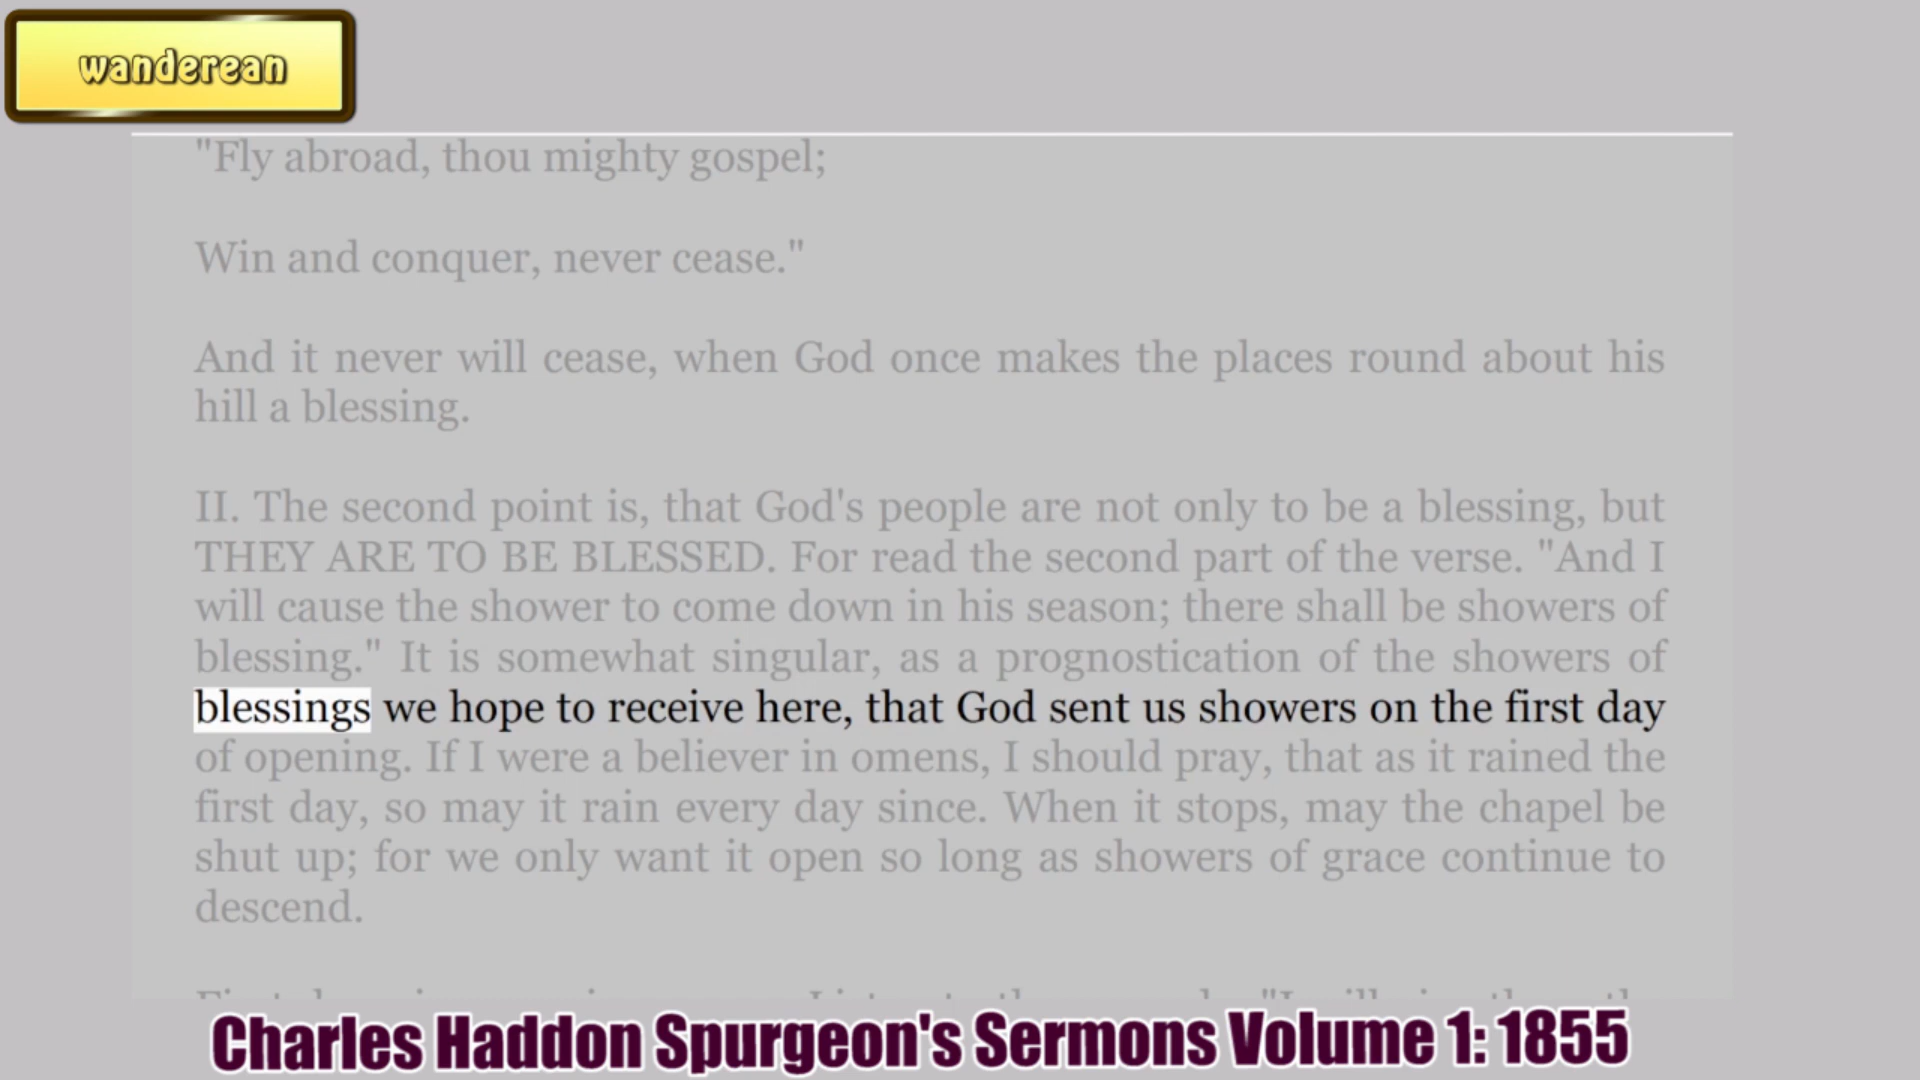 wanderean
"Fly abroad, thou mighty gospel;
Win and conquer, never cease."
And it never will cease, when God once makes the places round about his
hill a blessing.
II. The second point is, that God's people are not only to be a blessing, but
THEY ARE TO BE BLESSED. For read the second part of the verse. "And I
will cause the shower to come down in his season; there shall be showers of
blessing." It is somewhat singular, as a prognostication of the showers of
blessings we hope to receive here, that God sent us showers on the first day
of opening. If I were a believer in omens, I should pray, that as it rained the
first day, so may it rain every day since. When it stops, may the chapel be
shut up; for we only want it open so long as showers of grace continue to
descend.
Charles Haddon Spurgeon's Sermons Volume 1: 1855